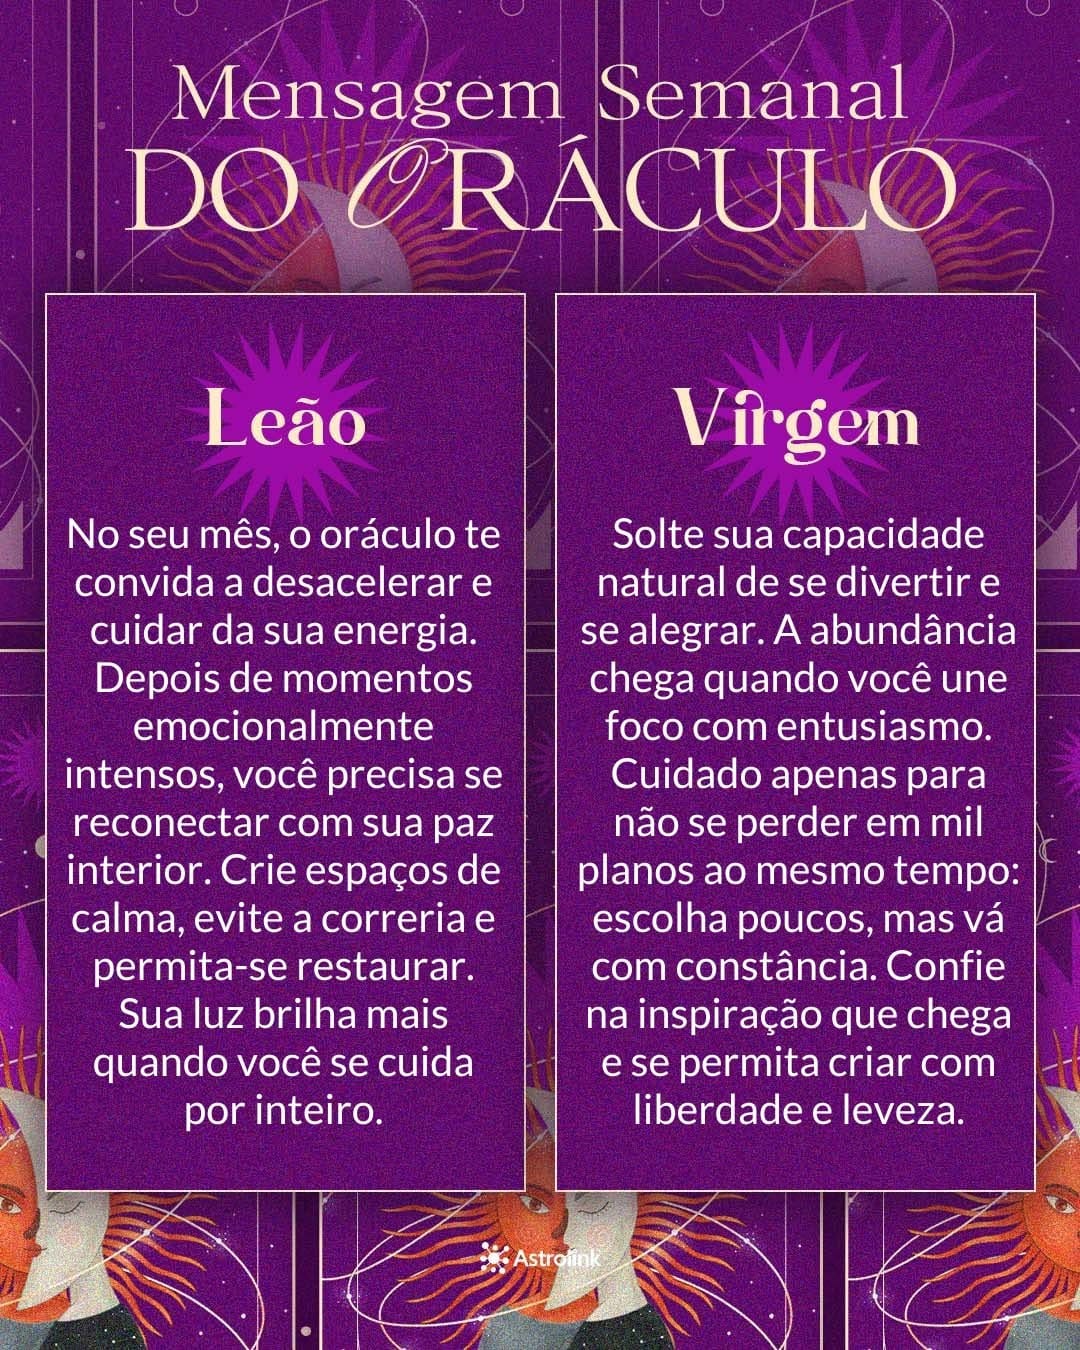 Mensagem Semanal
DO ORÁCULO
Leão
No seu mês, o oráculo te
convida a desacelerar e
cuidar da sua energia.
Depois de momentos
emocionalmente
intensos, você precisa se
reconectar com sua paz
interior. Crie espaços de
calma, evite a correria e
permita-se restaurar.
Sua luz brilha mais
quando você se cuida
por inteiro.
Virgem
Solte sua capacidade
natural de se divertir e
se alegrar. A abundância
chega quando você une
foco com entusiasmo.
Cuidado apenas para
não se perder em mil
planos ao mesmo tempo:
escolha poucos, mas vá
com constância. Confie
na inspiração que chega
e se permita criar com
liberdade e leveza.
Astrolink